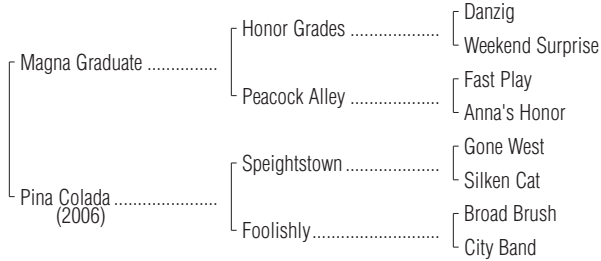 Danzig
Honor Grades ..................
Weekend Surprise
Magna Graduate ..............
Fast Play
Peacock Alley ..................
Anna's Honor
Gone West
Speightstown ...................
Silken Cat
Pina Colada .....................
(2006)
Broad Brush
Foolishly.........................
City Band